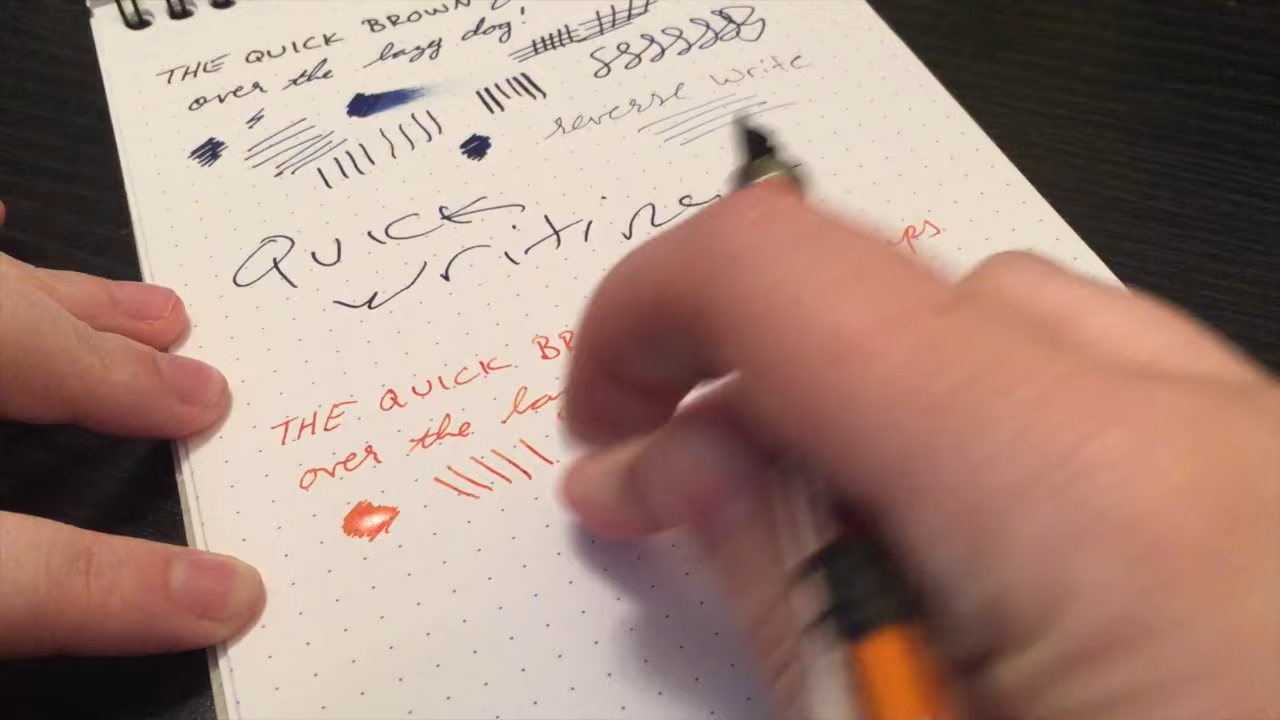 THE QUICK BROWN
over the lazy dog!
reverse write
Quick
writing
THE QUICK
over the